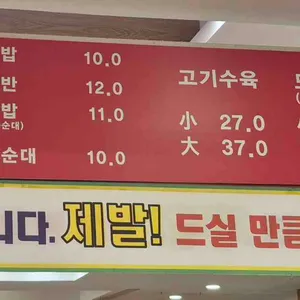 밥 10.0
반 12.0
밥 11.0
순대)
순대 10.0
고기수육
小 27.0
大 37.0
니다. 제발! 드실 만큼